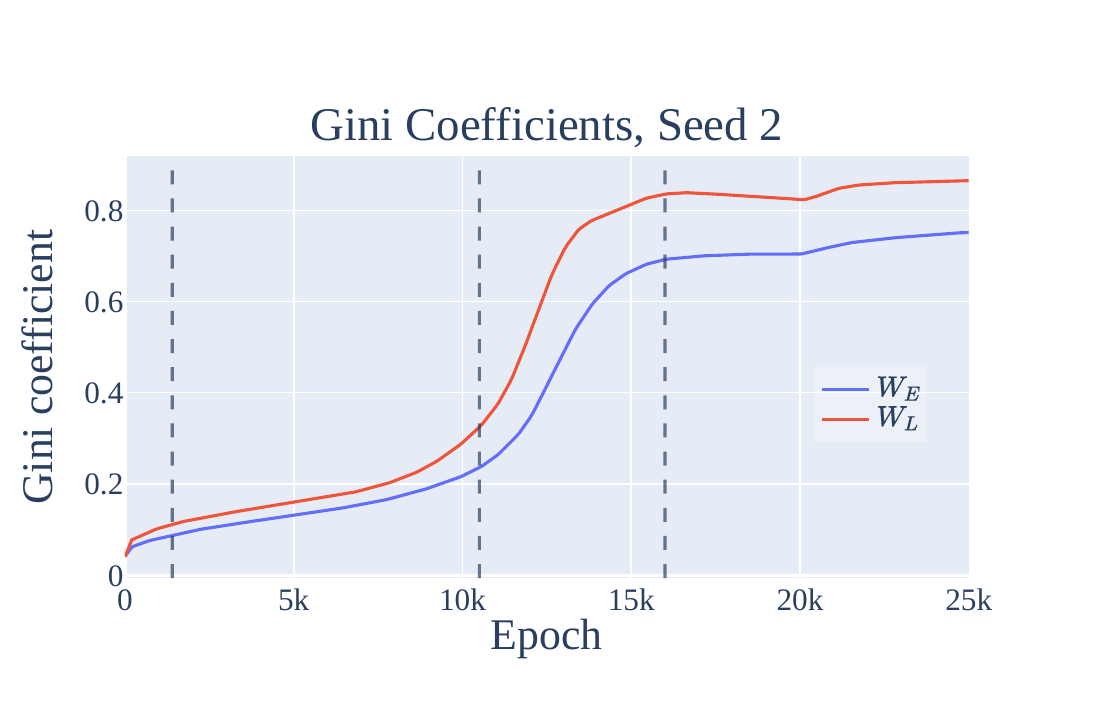 Gini Coefficients, Seed 2
Gini coefficient
0.8
0.6
0.4
0.2
0
0 5k 10k 15k 20k 25k
Epoch
W_E
W_L